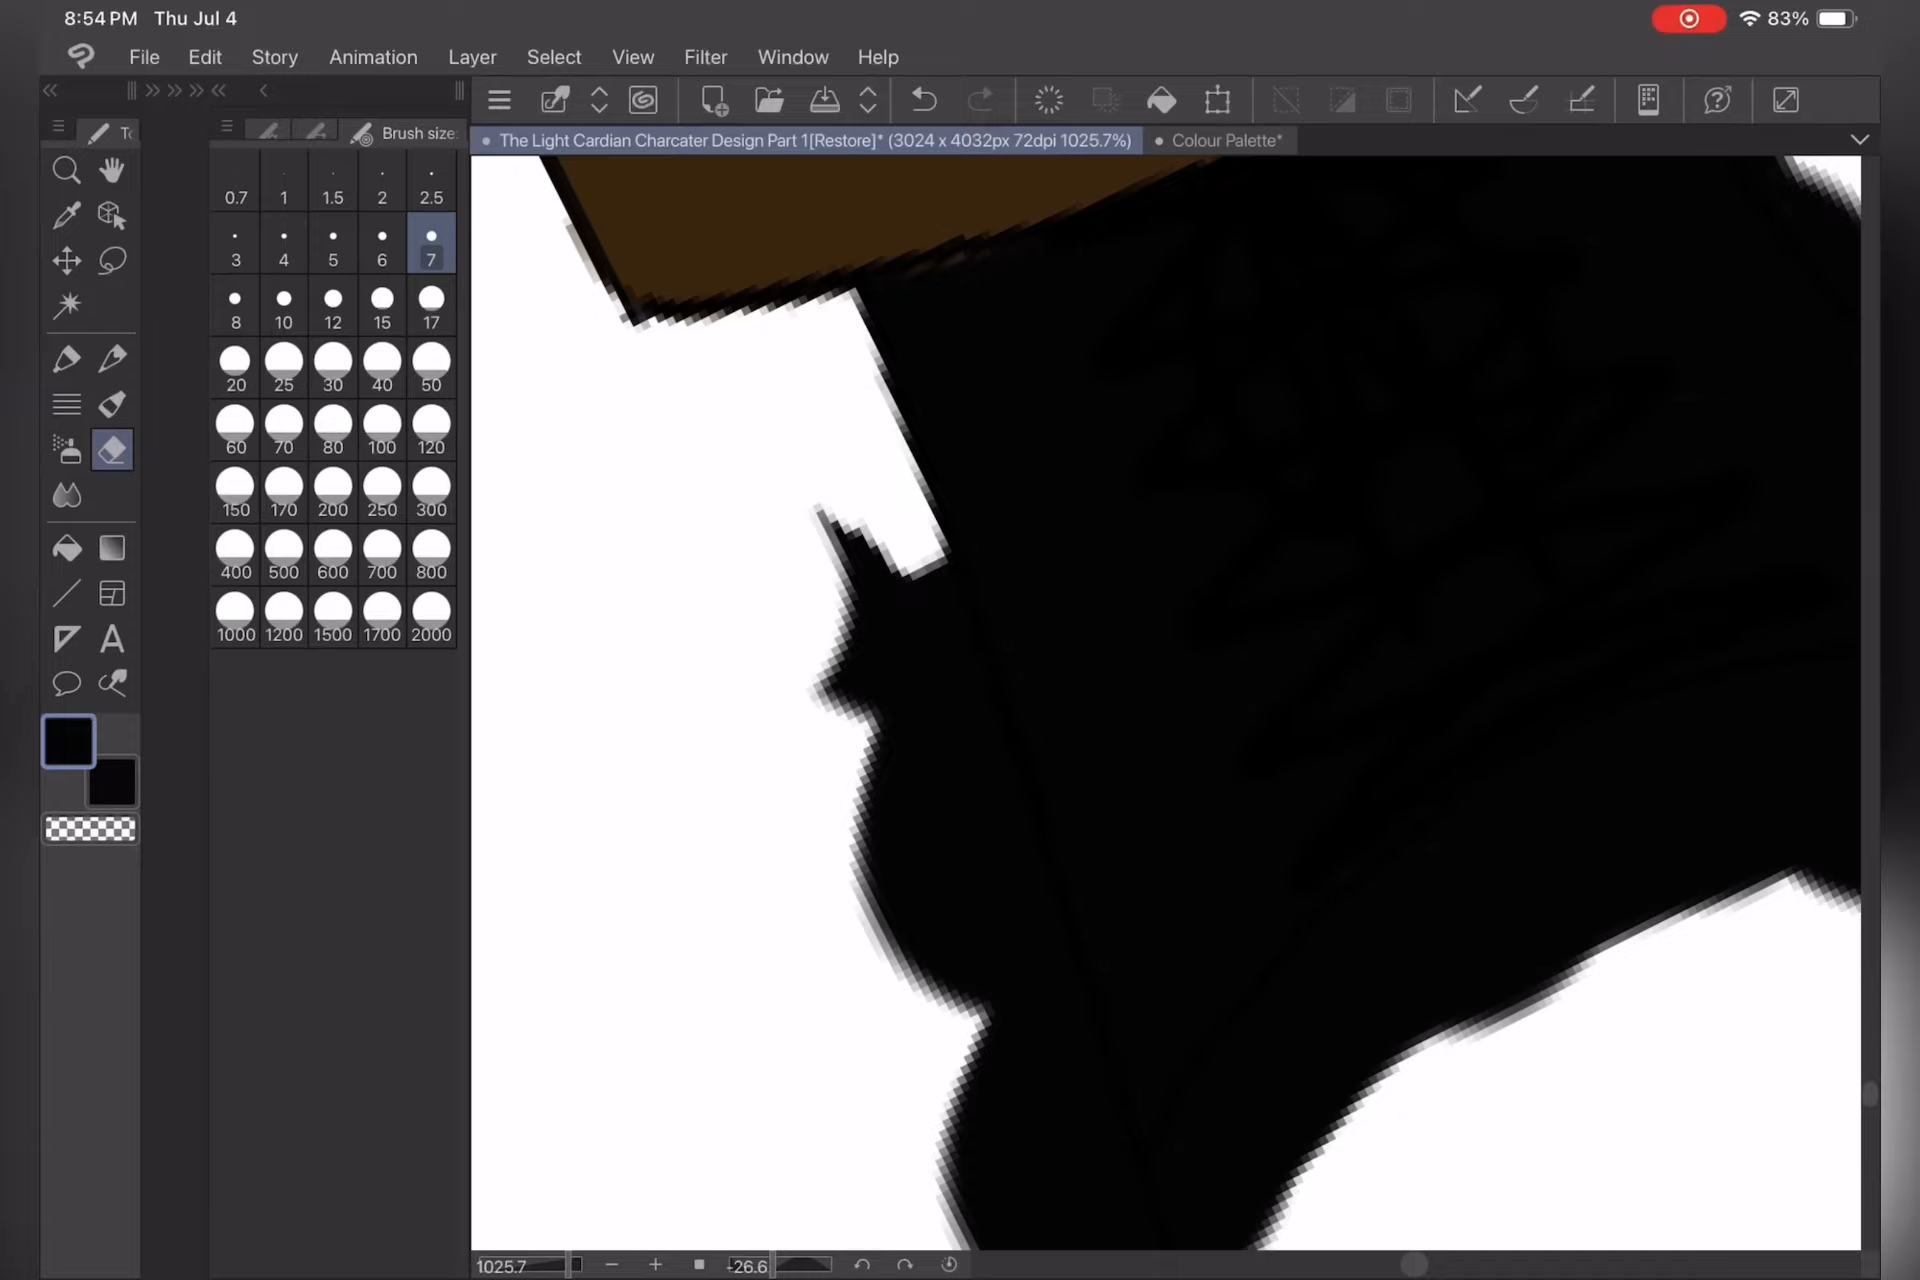 8:54 PM Thu Jul 4 83%
File Edit Story Animation Layer Select View Filter Window Help
To Brush size:
The Light Cardian Charcater Design Part 1[Restore]* (3024 x 4032px 72dpi 1025.7%) Colour Palette*
0.7 1 1.5 2 2.5
3 4 5 6 7
8 10 12 15 17
20 25 30 40 50
60 70 80 100 120
150 170 200 250 300
400 500 600 700 800
1000 1200 1500 1700 2000
1025.7 -26.6